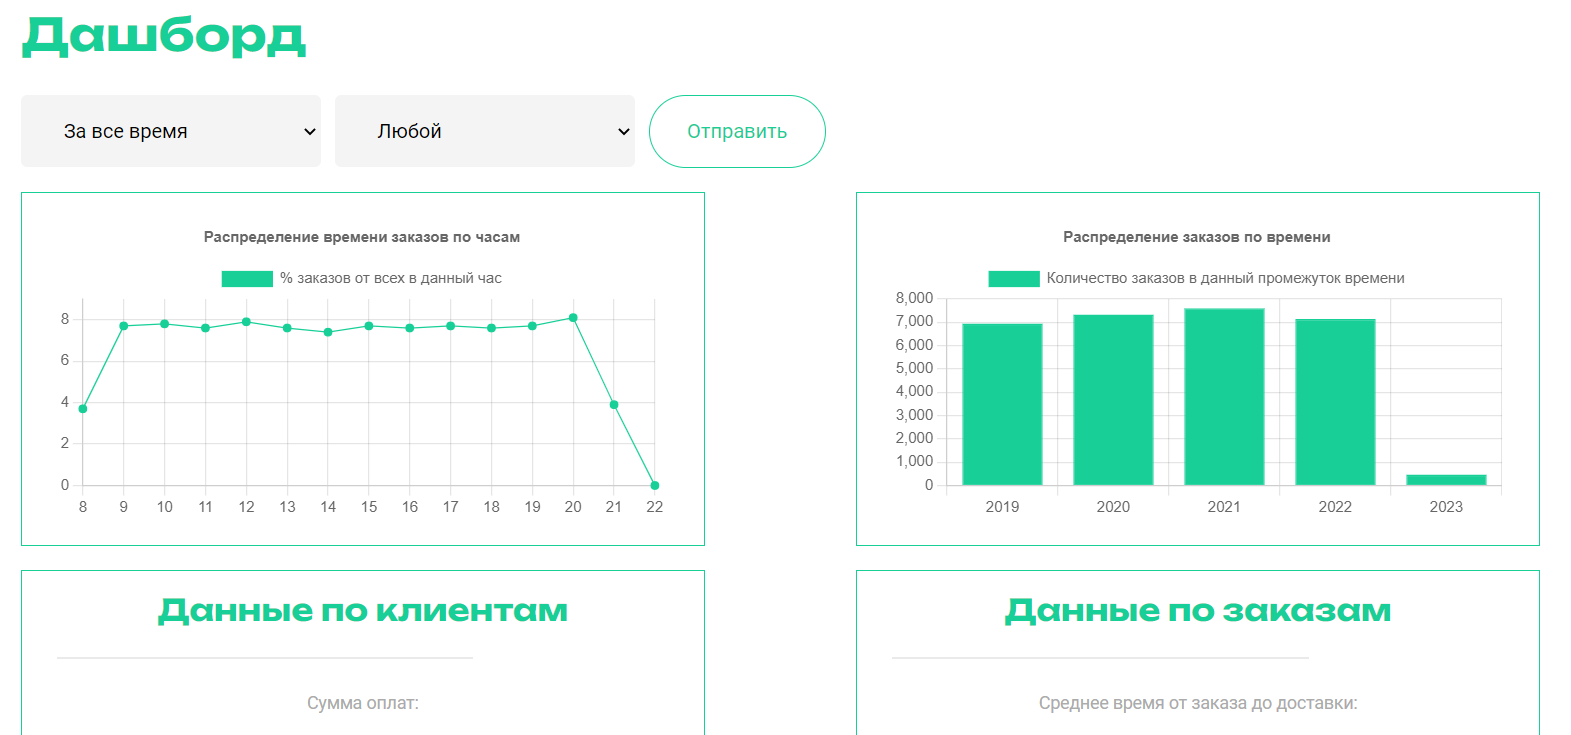 Дашборд
За все время
Любой
Отправить
Распределение времени заказов по часам
% заказов от всех в данный час
8
6
4
2
0
8 9 10 11 12 13 14 15 16 17 18 19 20 21 22
Распределение заказов по времени
Количество заказов в данный промежуток времени
8,000
7,000
6,000
5,000
4,000
3,000
2,000
1,000
0
2019 2020 2021 2022 2023
Данные по клиентам
Сумма оплат:
Данные по заказам
Среднее время от заказа до доставки: